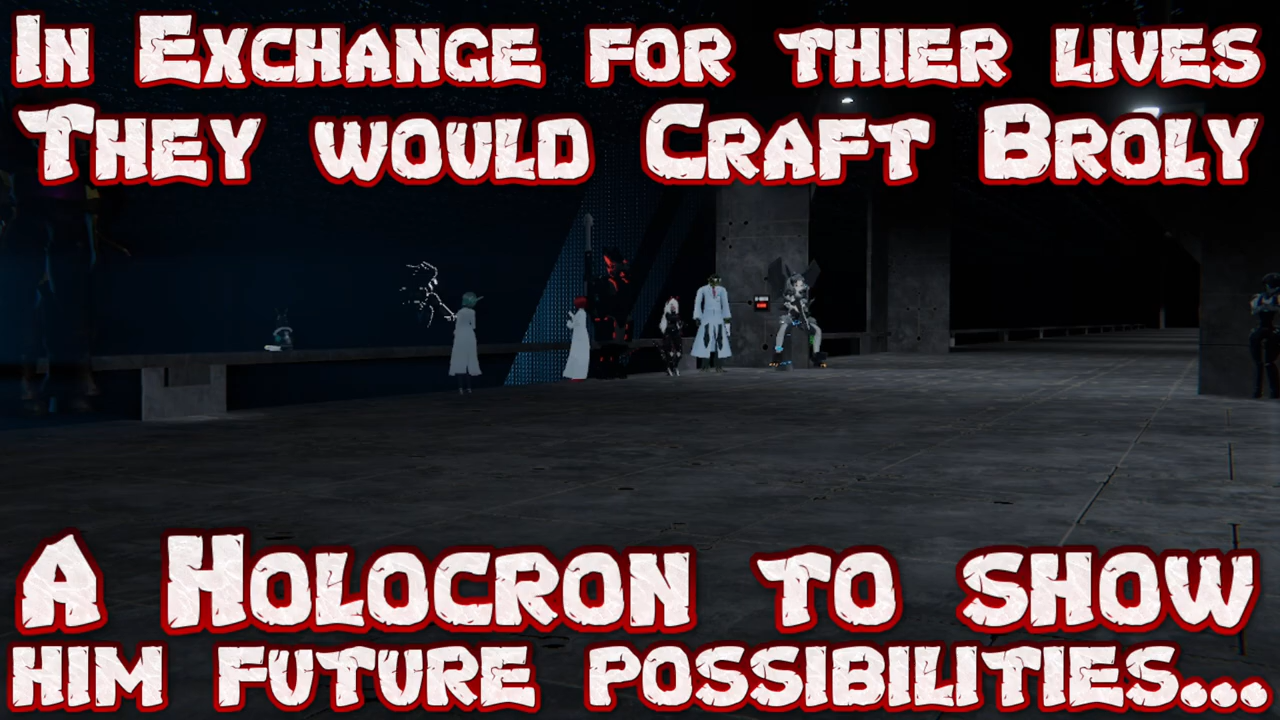 In Exchange for thier lives
They would Craft Broly
A Holocron to show
him future possibilities...